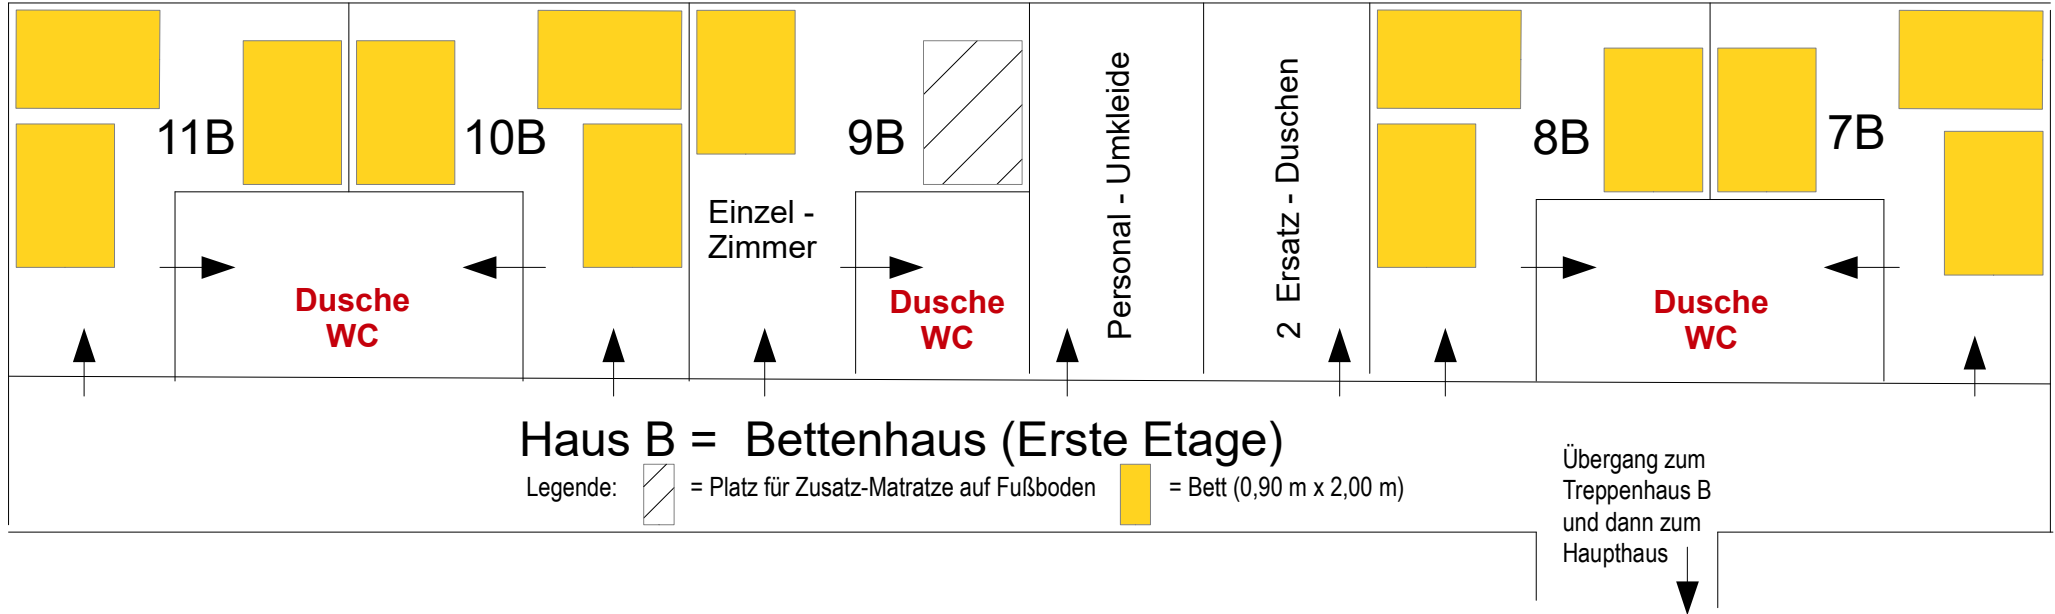 11B
10B
9B
8B
7B
Einzel -
Zimmer
Personal - Umkleide
2 Ersatz - Duschen
Dusche
WC
Dusche
WC
Dusche
WC
Haus B = Bettenhaus (Erste Etage)
Legende:
= Platz für Zusatz-Matratze auf Fußboden
= Bett (0,90 m x 2,00 m)
Übergang zum
Treppenhaus B
und dann zum
Haupthaus